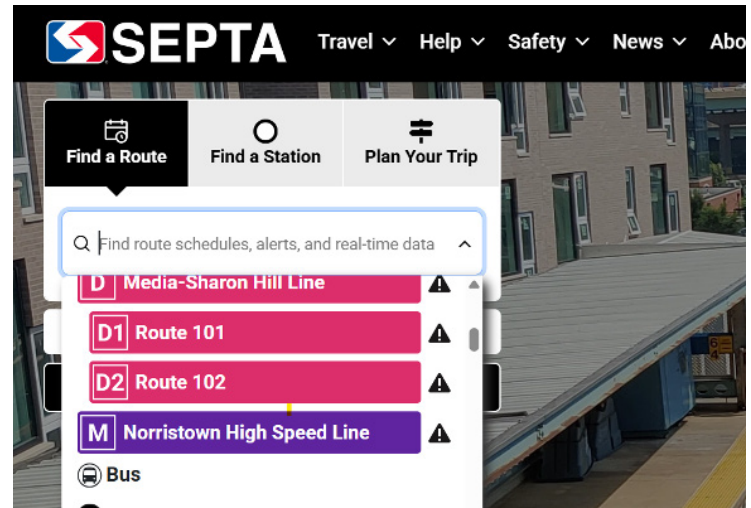 SEPTA Travel Help Safety News Abo
Find a Route Find a Station Plan Your Trip
Find route schedules, alerts, and real-time data
D Media-Sharon Hill Line
D1 Route 101
D2 Route 102
M Norristown High Speed Line
Bus